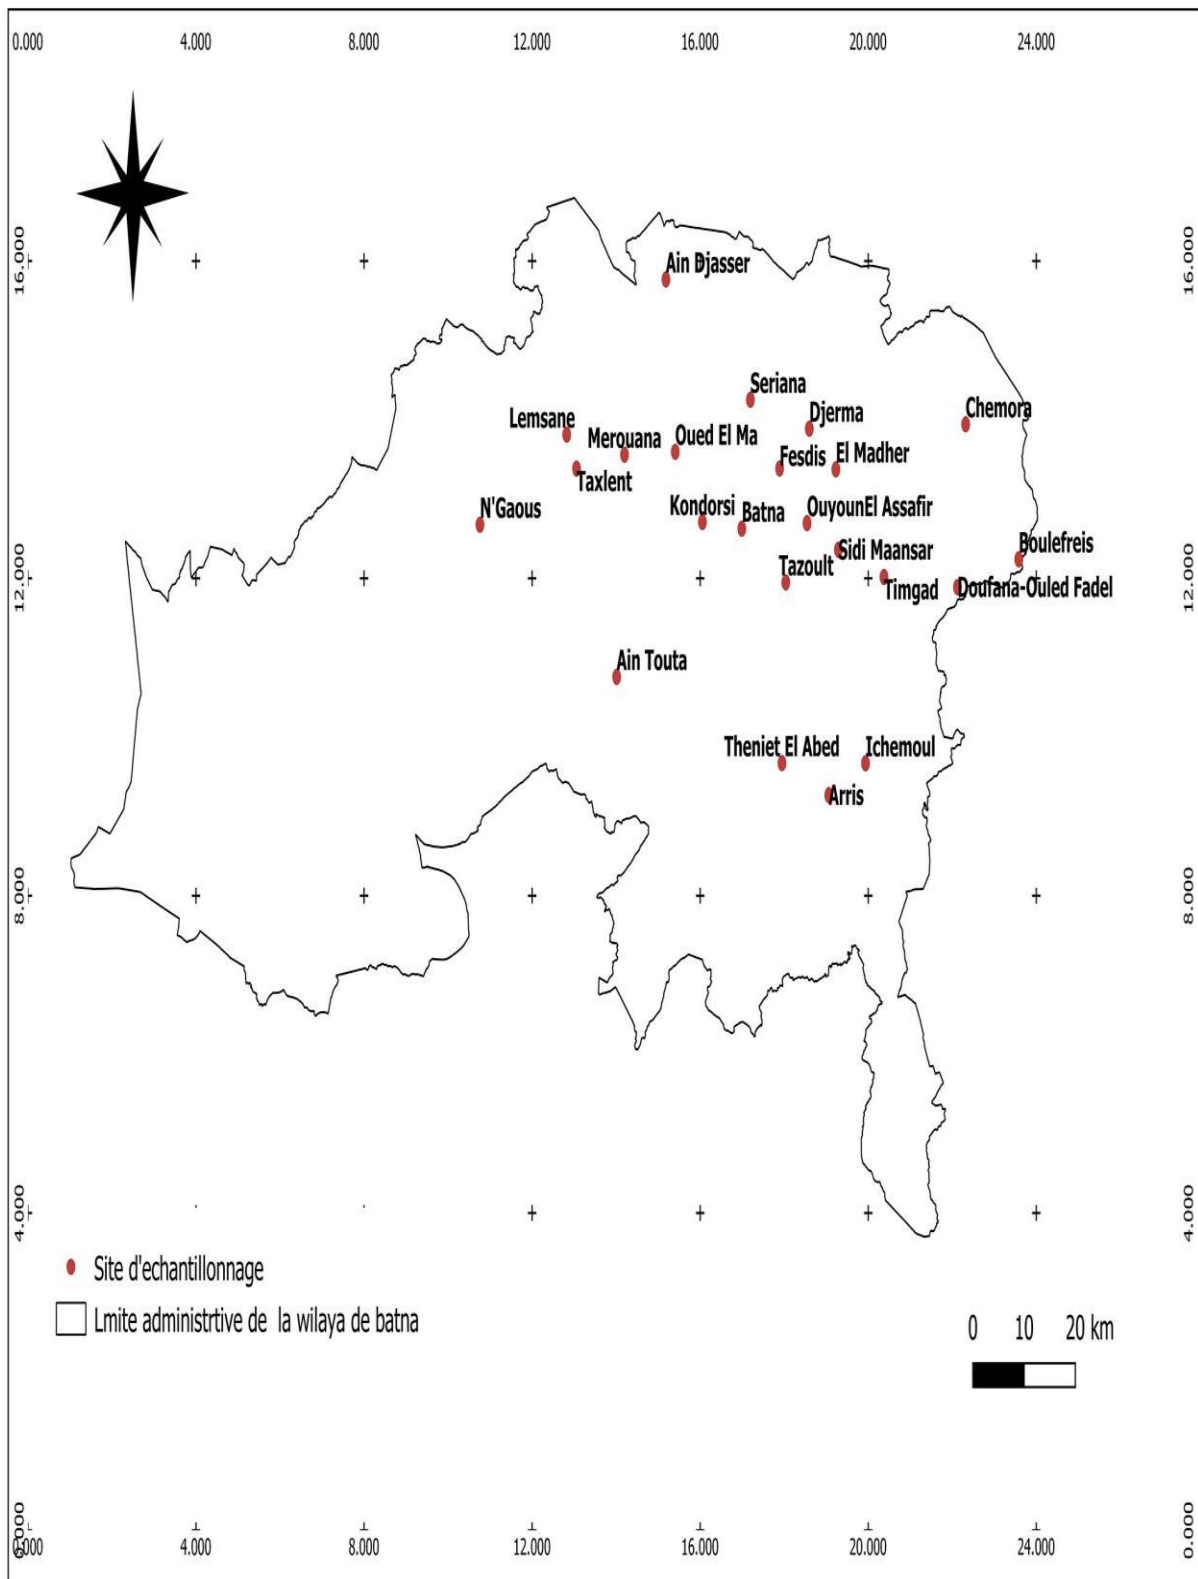 0.000 4.000 8.000 12.000 16.000 20.000 24.000
16.000 16.000
Ain Djasser
Seriana
Djerma
Chemora
Lemsane
Merouana
Oued El Ma
Fesdis
El Madher
Taxlent
N'Gaous
Kondorsi
Batna
OuyounEl Assafir
Sidi Maansar
Boulefreis
Tazoult
12.000 12.000
Timgad
Doufana-Ouled Fadel
Ain Touta
Theniet El Abed
Ichemoul
Arris
8.000 8.000
4.000 4.000
Site d'echantillonnage
Lmite administrtive de la wilaya de batna
0 10 20 km
0.000 0.000
0.000 4.000 8.000 12.000 16.000 20.000 24.000